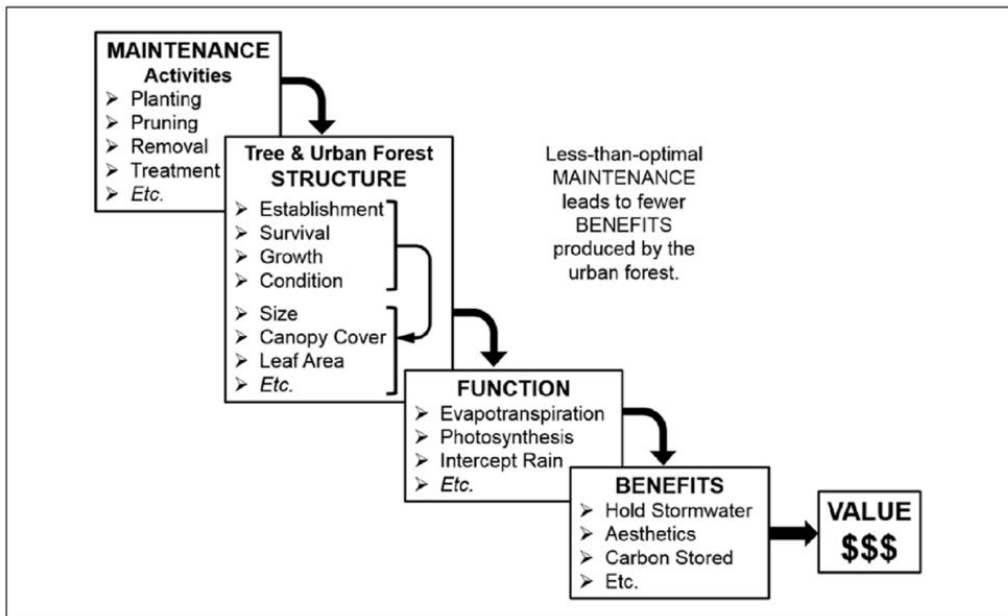 MAINTENANCE
Activities
➢ Planting
➢ Pruning
➢ Removal
➢ Treatment
➢ Etc.
Tree & Urban Forest
STRUCTURE
➢ Establishment
➢ Survival
➢ Growth
➢ Condition
➢ Size
➢ Canopy Cover
➢ Leaf Area
➢ Etc.
Less-than-optimal
MAINTENANCE
leads to fewer
BENEFITS
produced by the
urban forest.
FUNCTION
➢ Evapotranspiration
➢ Photosynthesis
➢ Intercept Rain
➢ Etc.
BENEFITS
➢ Hold Stormwater
➢ Aesthetics
➢ Carbon Stored
➢ Etc.
VALUE
$$$